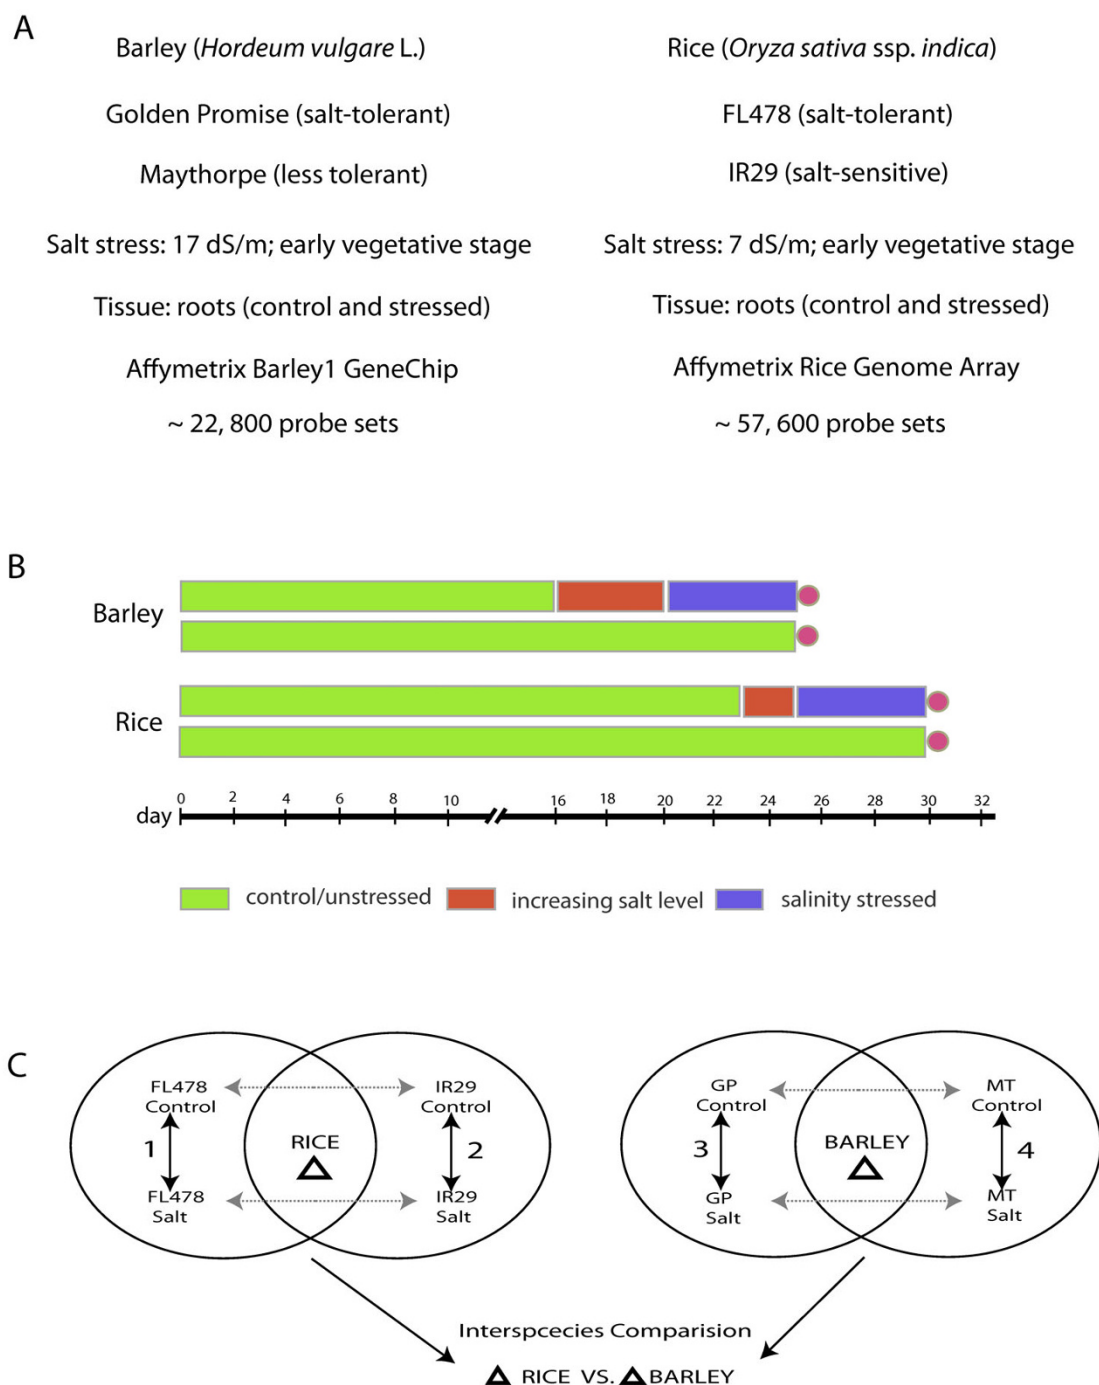 A
Barley (Hordeum vulgare L.)
Rice (Oryza sativa ssp. indica)
Golden Promise (salt-tolerant)
FL478 (salt-tolerant)
Maythorpe (less tolerant)
IR29 (salt-sensitive)
Salt stress: 17 dS/m; early vegetative stage
Salt stress: 7 dS/m; early vegetative stage
Tissue: roots (control and stressed)
Tissue: roots (control and stressed)
Affymetrix Barley1 GeneChip
Affymetrix Rice Genome Array
~ 22, 800 probe sets
~ 57, 600 probe sets
B
Barley
Rice
day
0 2 4 6 8 10 16 18 20 22 24 26 28 30 32
control/unstressed
increasing salt level
salinity stressed
C
FL478
Control
1
FL478
Salt
RICE
IR29
Control
2
IR29
Salt
GP
Control
3
GP
Salt
BARLEY
MT
Control
4
MT
Salt
Interspcecies Comparision
RICE VS. BARLEY